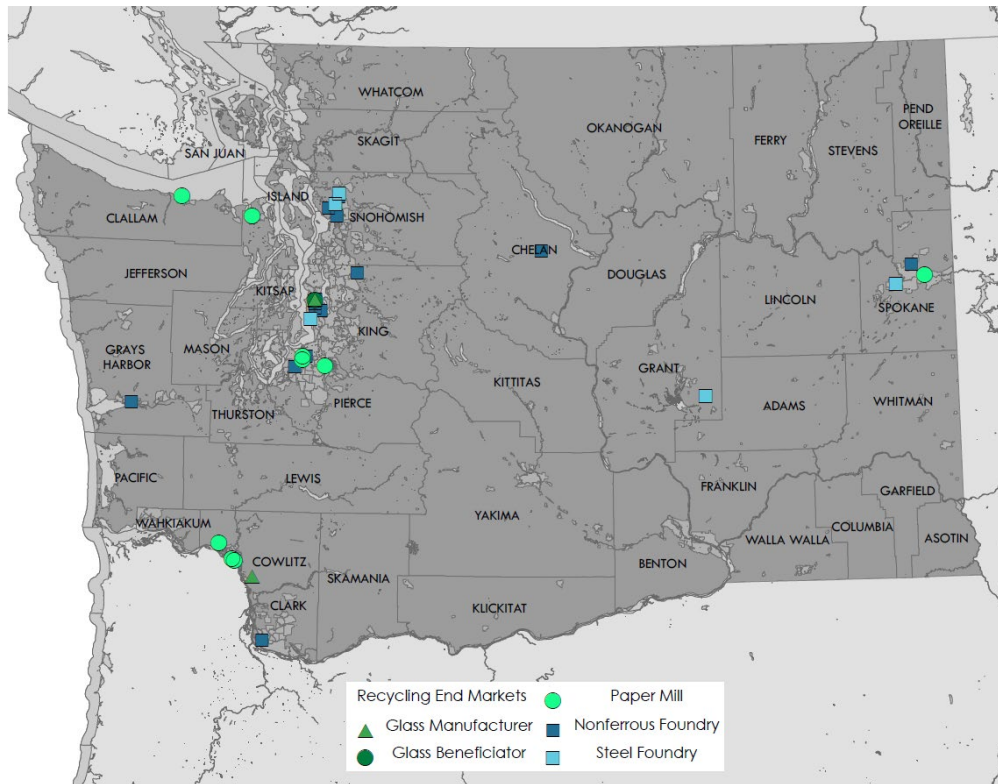 WHATCOM
SKAGIT
SAN JUAN
ISLAND
CLALLAM
SNOHOMISH
JEFFERSON
KITSAP
KING
MASON
GRAYS
HARBOR
THURSTON
PIERCE
PACIFIC
LEWIS
WAHKIAKUM
COWLITZ
CLARK
SKAMANIA
OKANOGAN
FERRY
STEVENS
PEND
OREILLE
CHELAN
DOUGLAS
LINCOLN
SPOKANE
KITTITAS
GRANT
ADAMS
WHITMAN
YAKIMA
FRANKLIN
GARFIELD
COLUMBIA
WALLA WALLA
ASOTIN
BENTON
KLICKITAT
Recycling End Markets
Glass Manufacturer
Glass Beneficiator
Paper Mill
Nonferrous Foundry
Steel Foundry